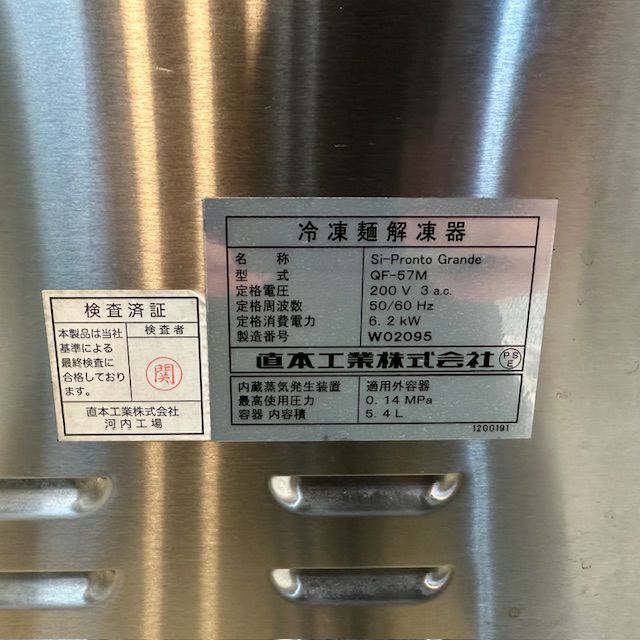 冷凍麺解凍器
名称 Si-Pronto Grande
型式 QF-57M
定格電圧 200 V 3 a.c.
定格周波数 50/60 Hz
定格消費電力 6.2 kW
製造番号 W02095
直本工業株式会社 PSE
内蔵蒸気発生装置 適用外容器
最高使用圧力 0.14 MPa
容器 内容積 5.4 L
1200191
検査済証
本製品は当社
基準による
最終検査に
合格しており
ます。
検査者
関
直本工業株式会社
河内工場